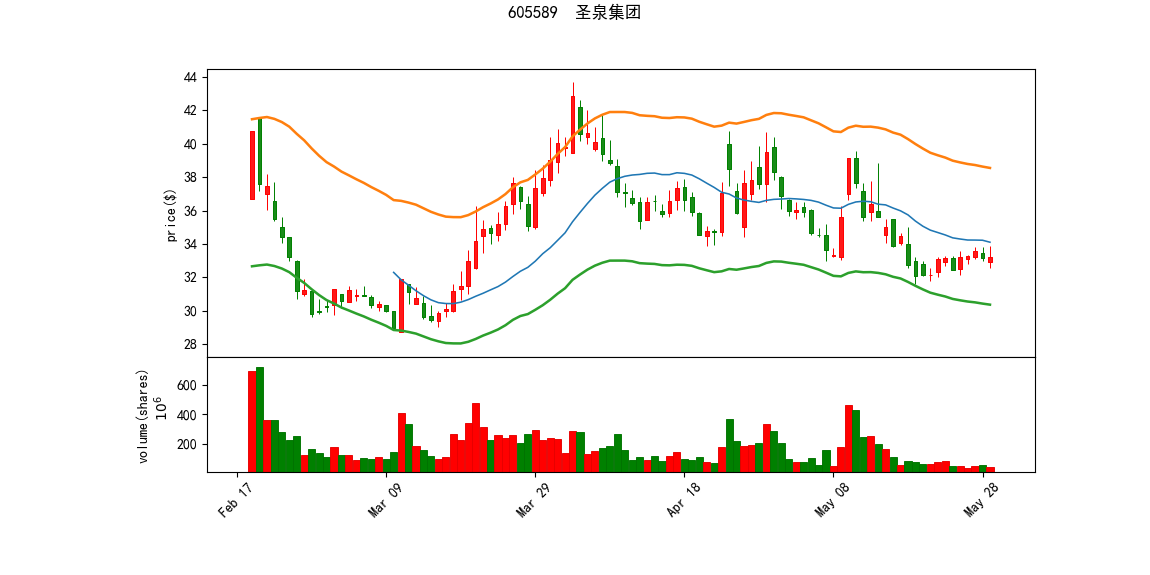 605589  圣泉集团
price($)
44
42
40
38
36
34
32
30
28
volume(shares)
10^6
600
400
200
Feb 17
Mar 09
Mar 29
Apr 18
May 08
May 28